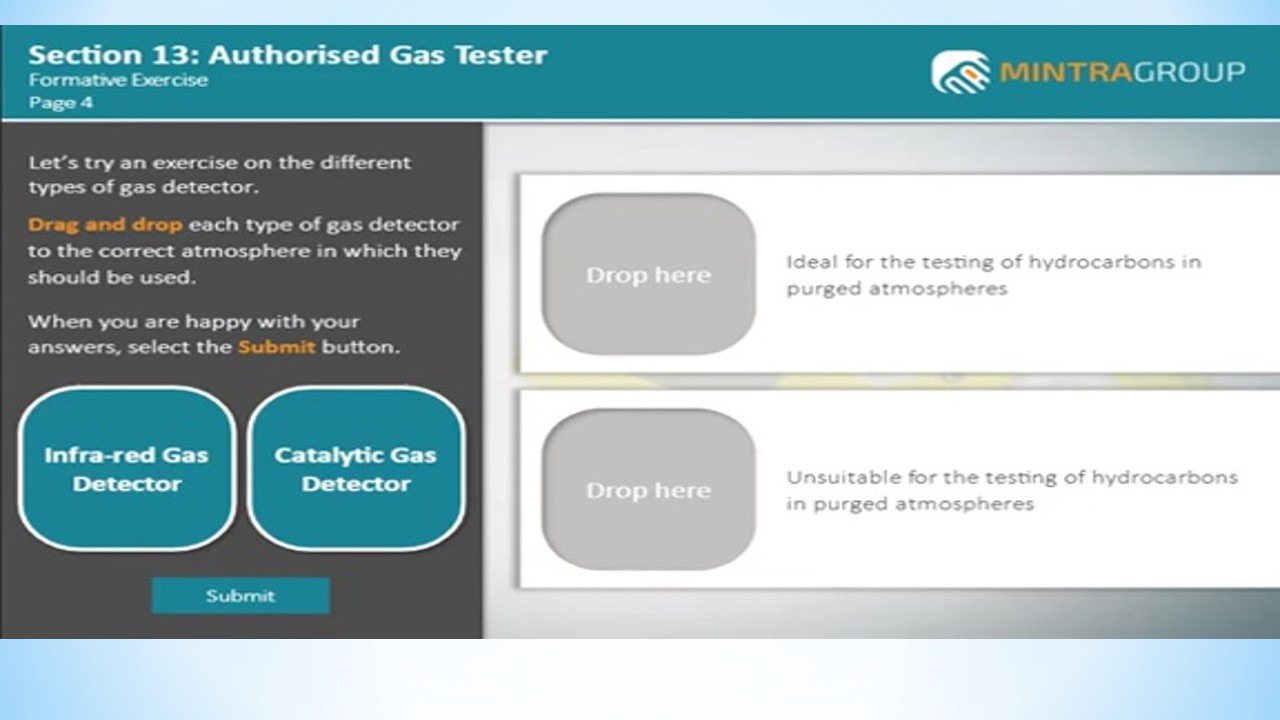 Section 13: Authorised Gas Tester
Formative Exercise
Page 4
MINTRAGROUP
Let's try an exercise on the different
types of gas detector.
Drag and drop each type of gas detector
to the correct atmosphere in which they
should be used.
When you are happy with your
answers, select the Submit button.
Infra-red Gas
Detector
Catalytic Gas
Detector
Submit
Drop here
Ideal for the testing of hydrocarbons in
purged atmospheres
Drop here
Unsuitable for the testing of hydrocarbons
in purged atmospheres